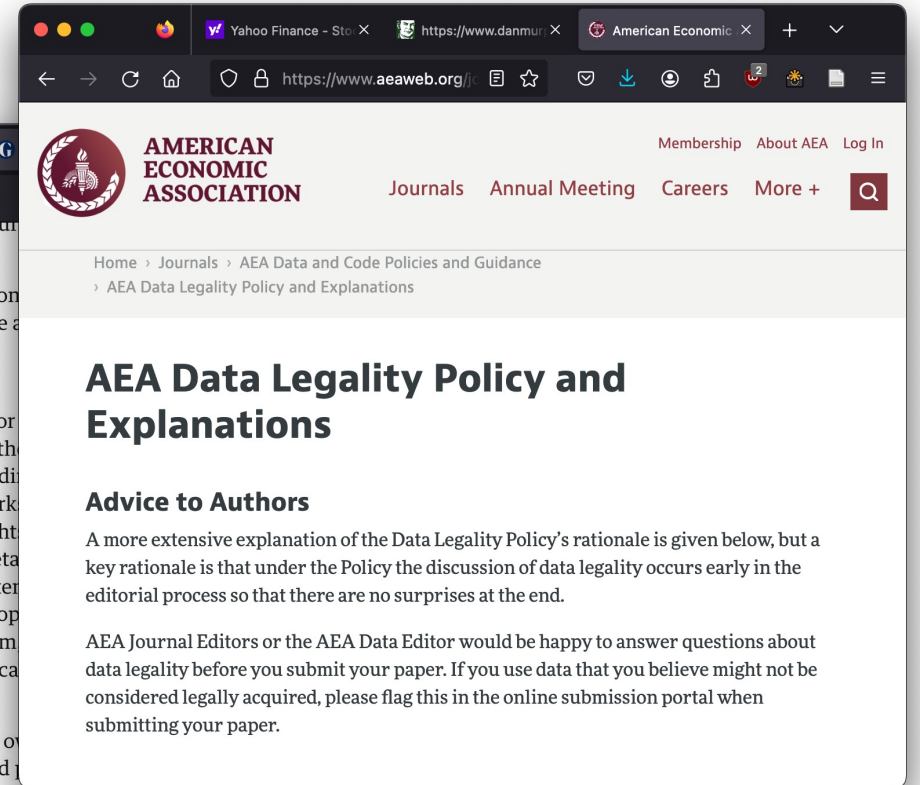 Yahoo Finance - Sto
https://www.danmur
American Economic
https://www.aeaweb.org/jo
2
G
AMERICAN
ECONOMIC
ASSOCIATION
Membership About AEA Log In
Journals Annual Meeting Careers More +
Home › Journals › AEA Data and Code Policies and Guidance
› AEA Data Legality Policy and Explanations
AEA Data Legality Policy and
Explanations
Advice to Authors
A more extensive explanation of the Data Legality Policy's rationale is given below, but a
key rationale is that under the Policy the discussion of data legality occurs early in the
editorial process so that there are no surprises at the end.
AEA Journal Editors or the AEA Data Editor would be happy to answer questions about
data legality before you submit your paper. If you use data that you believe might not be
considered legally acquired, please flag this in the online submission portal when
submitting your paper.